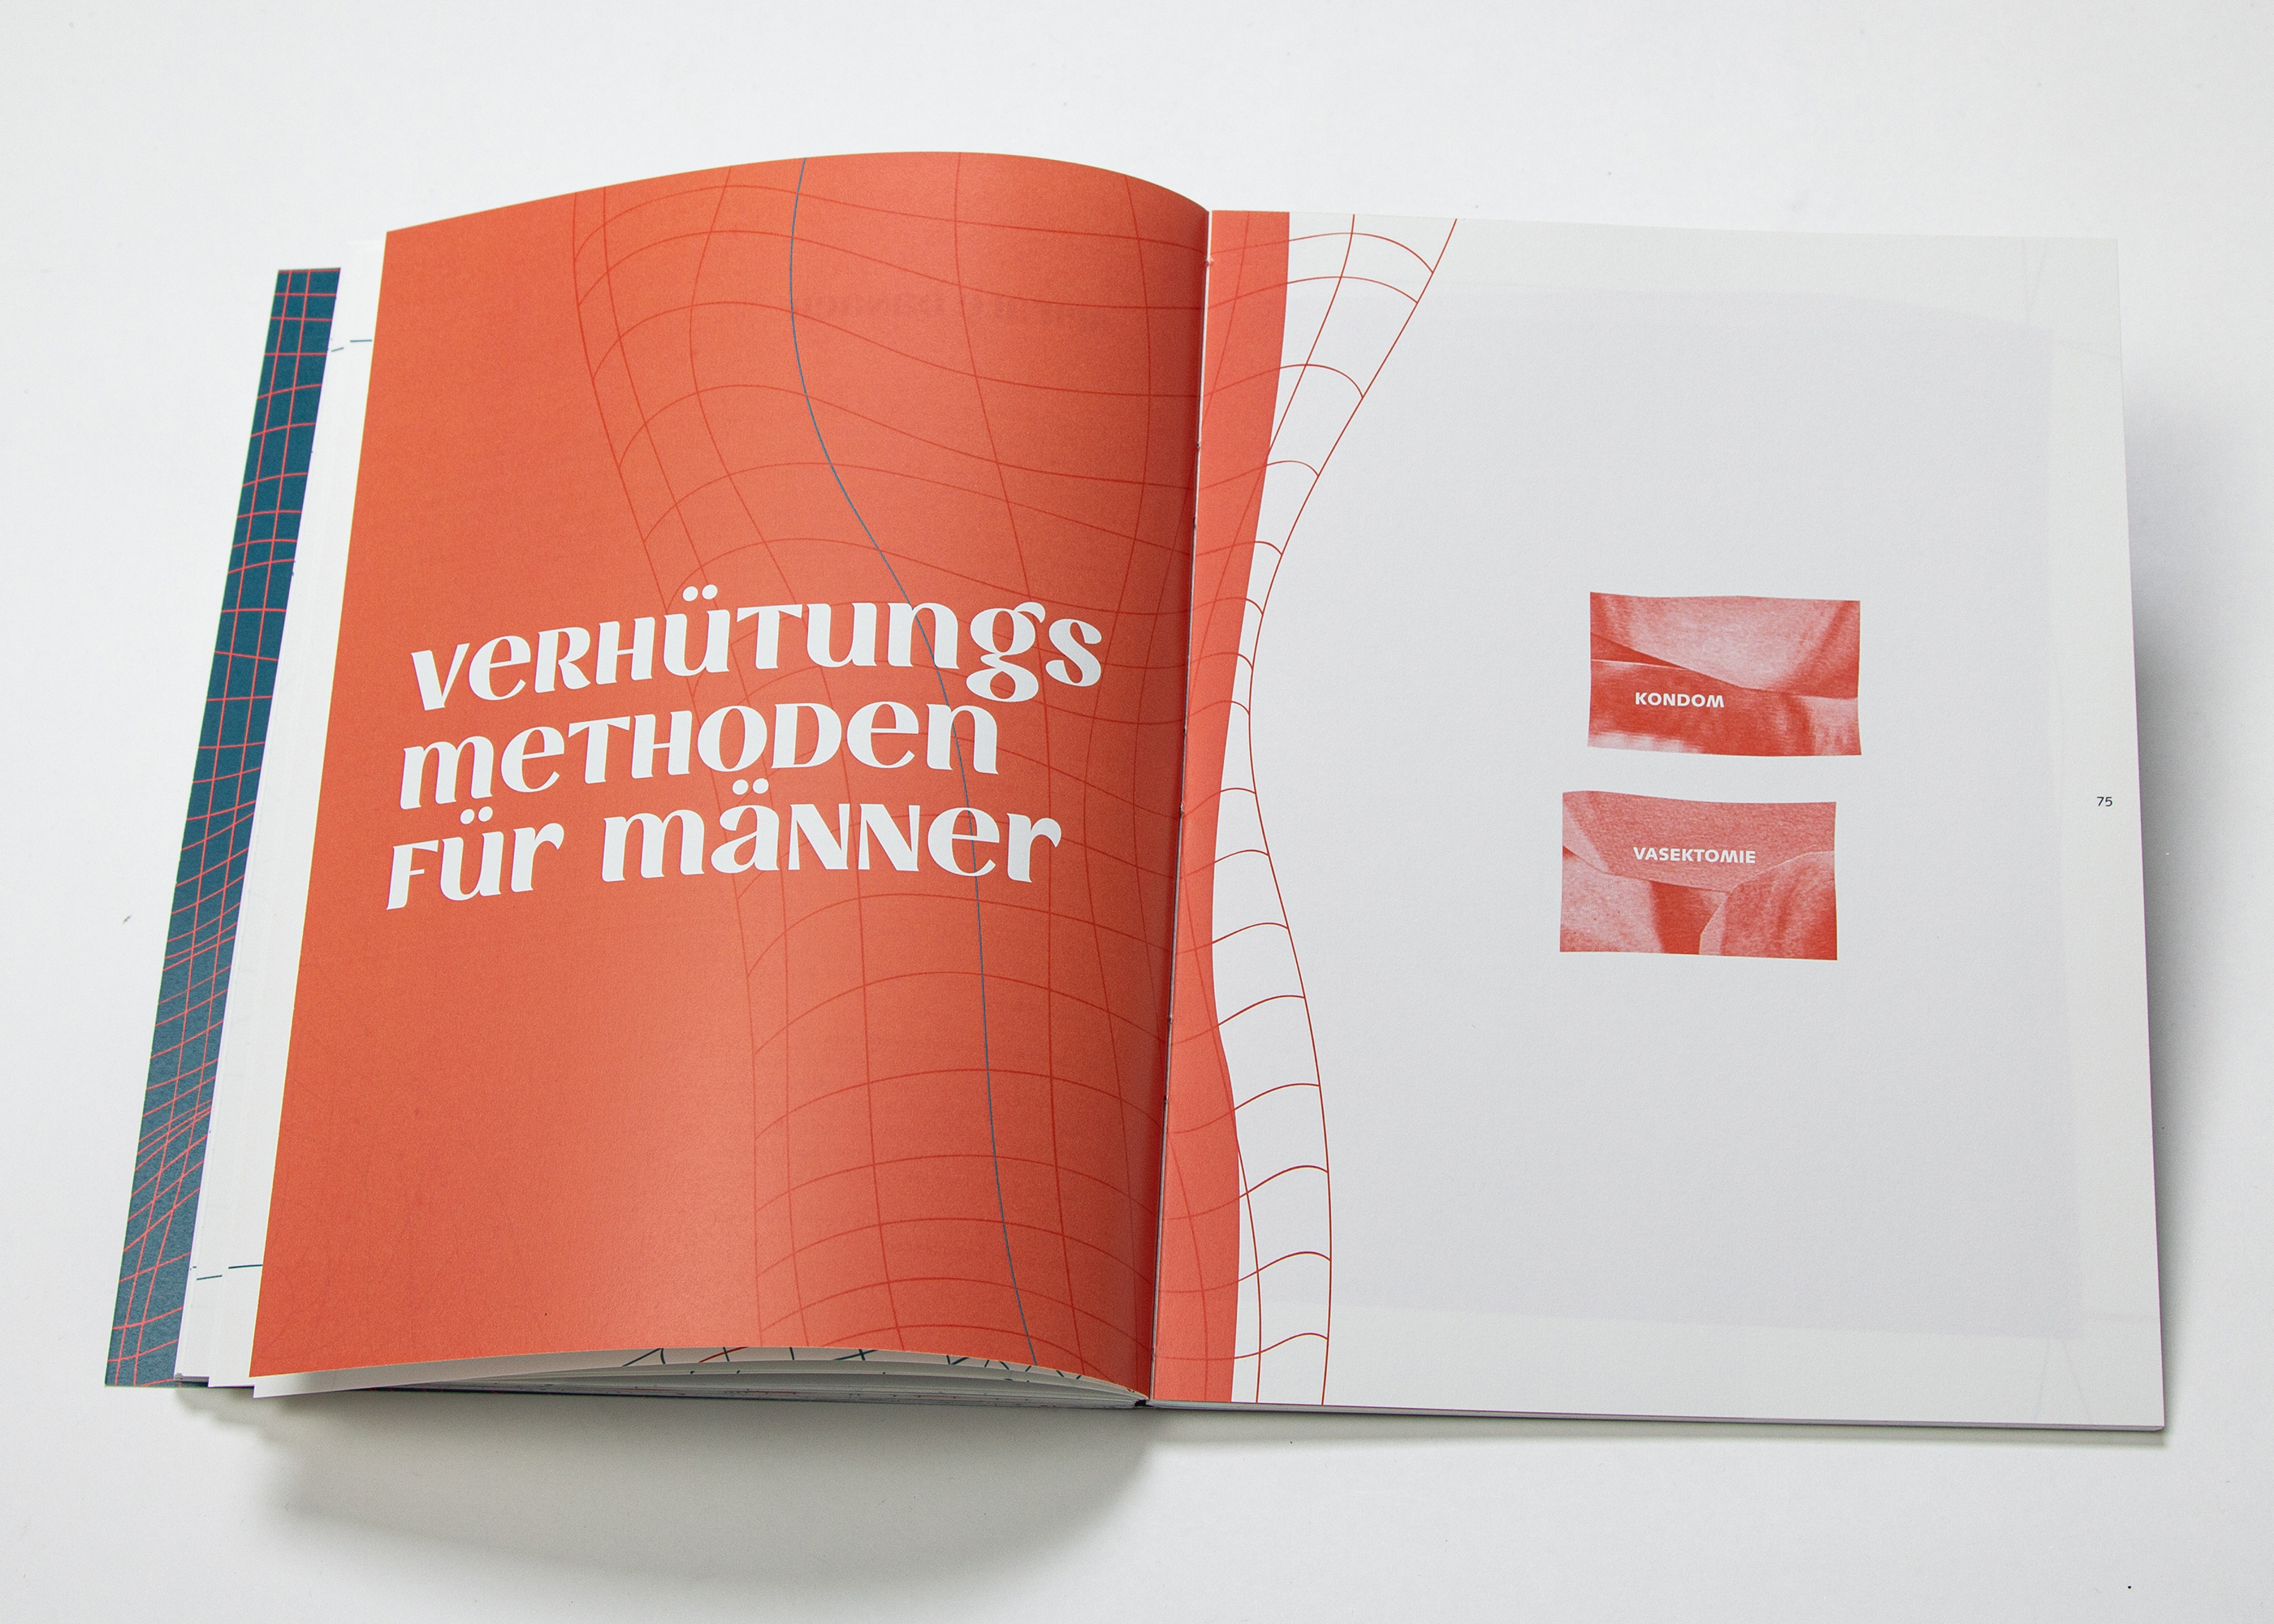 VerHÜTungs
meTHODen
FÜr mäNNer
KONDOM
VASEKTOMIE
75